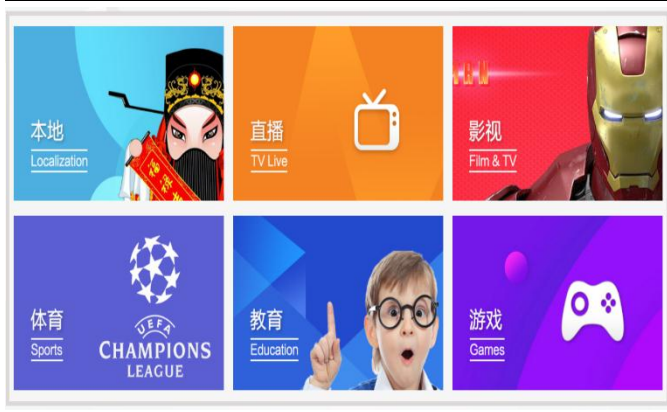 本地
Localization
直播
TV Live
影视
Film & TV
体育
Sports
UEFA
CHAMPIONS
LEAGUE
教育
Education
游戏
Games